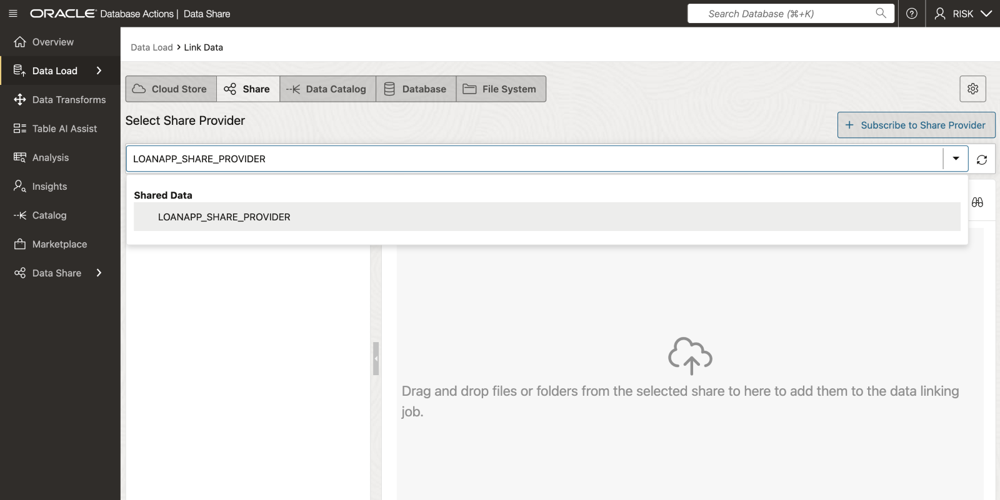 ORACLE Database Actions | Data Share
Search Database (⌘+K)
RISK
Overview
Data Load
Data Transforms
Table AI Assist
Analysis
Insights
Catalog
Marketplace
Data Share
Data Load > Link Data
Cloud Store
Share
Data Catalog
Database
File System
Select Share Provider
+ Subscribe to Share Provider
LOANAPP_SHARE_PROVIDER
Shared Data
LOANAPP_SHARE_PROVIDER
Drag and drop files or folders from the selected share to here to add them to the data linking
job.